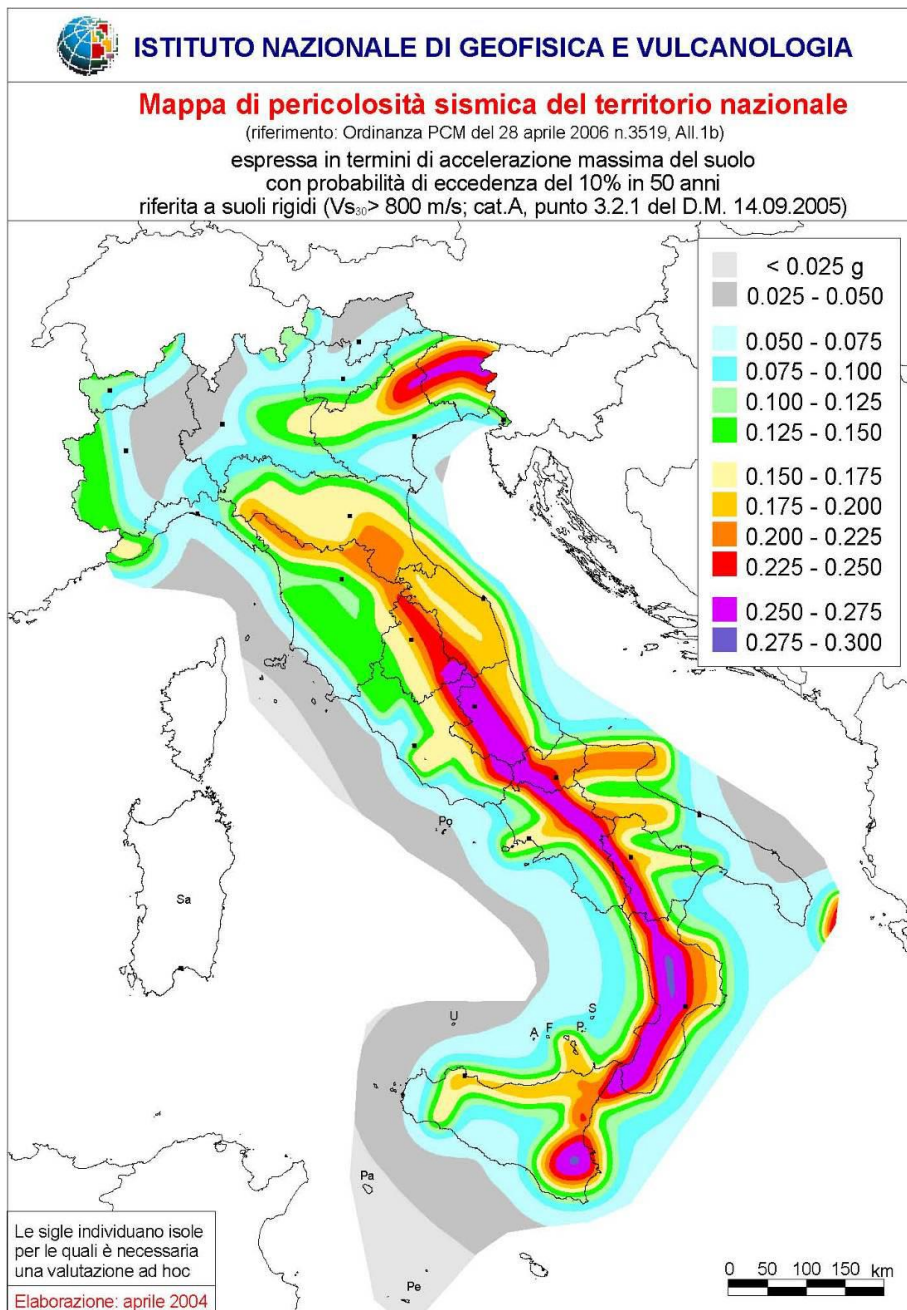 ISTITUTO NAZIONALE DI GEOFISICA E VULCANOLOGIA
Mappa di pericolosità sismica del territorio nazionale
(riferimento: Ordinanza PCM del 28 aprile 2006 n.3519, All.1b)
espressa in termini di accelerazione massima del suolo
con probabilità di eccedenza del 10% in 50 anni
riferita a suoli rigidi (Vs30> 800 m/s; cat.A, punto 3.2.1 del D.M. 14.09.2005)
< 0.025 g
0.025 - 0.050
0.050 - 0.075
0.075 - 0.100
0.100 - 0.125
0.125 - 0.150
0.150 - 0.175
0.175 - 0.200
0.200 - 0.225
0.225 - 0.250
0.250 - 0.275
0.275 - 0.300
Po
Sa
S
U
A
F
P
Pa
Pe
Le sigle individuano isole
per le quali è necessaria
una valutazione ad hoc
Elaborazione: aprile 2004
0 50 100 150
km